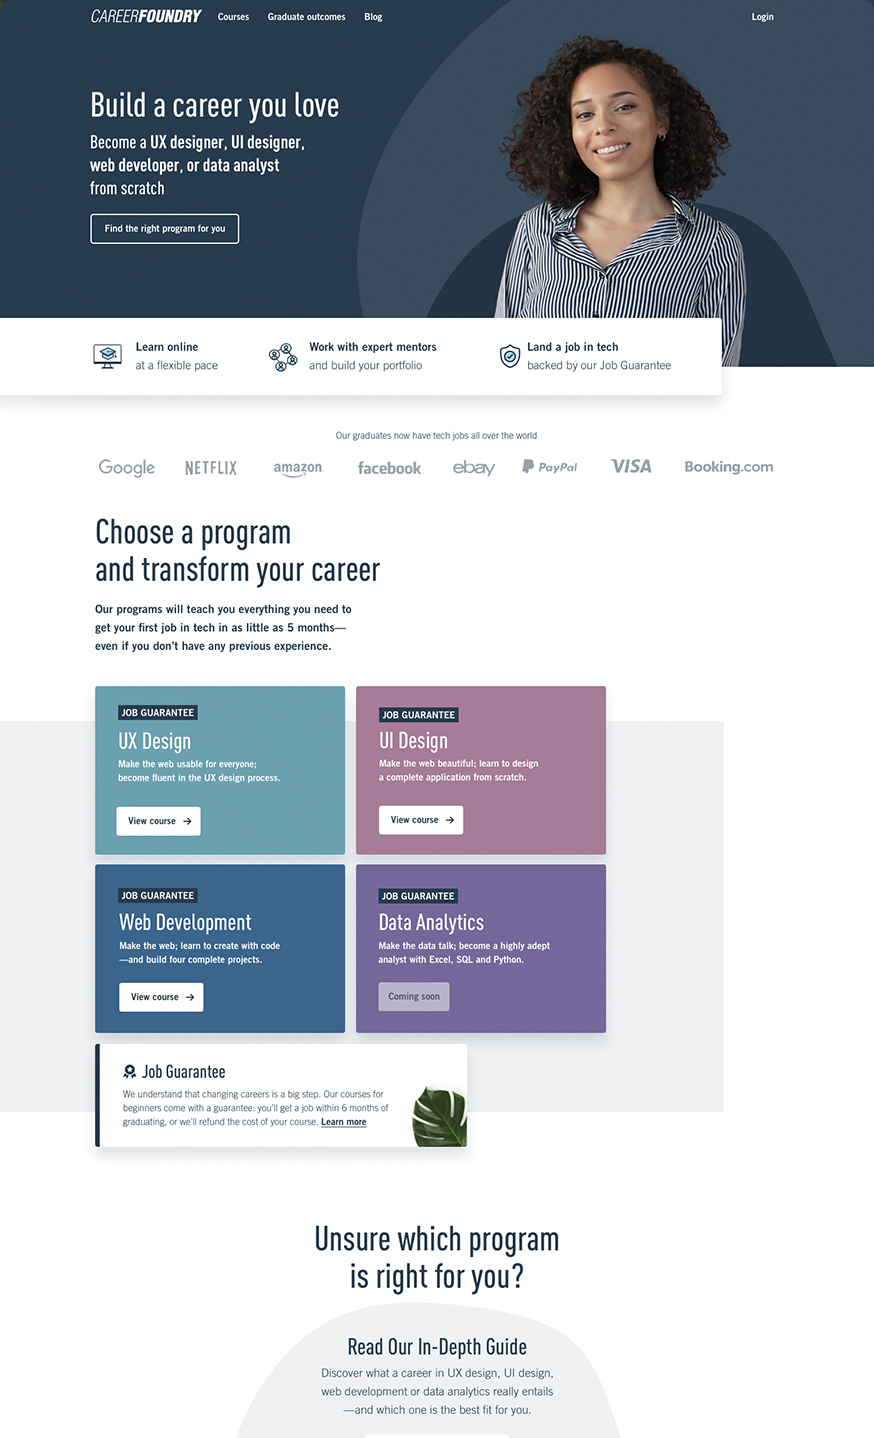 CAREERFOUNDRY Courses Graduate outcomes Blog Login
Build a career you love
Become a UX designer, UI designer,
web developer, or data analyst
from scratch
Find the right program for you
Learn online
at a flexible pace
Work with expert mentors
and build your portfolio
Land a job in tech
backed by our Job Guarantee
Our graduates now have tech jobs all over the world
Google NETFLIX amazon facebook ebay PayPal VISA Booking.com
Choose a program
and transform your career
Our programs will teach you everything you need to
get your first job in tech in as little as 5 months—
even if you don't have any previous experience.
JOB GUARANTEE
UX Design
Make the web usable for everyone;
become fluent in the UX design process.
View course →
JOB GUARANTEE
UI Design
Make the web beautiful; learn to design
a complete application from scratch.
View course →
JOB GUARANTEE
Web Development
Make the web; learn to create with code
—and build four complete projects.
View course →
JOB GUARANTEE
Data Analytics
Make the data talk; become a highly adept
analyst with Excel, SQL and Python.
Coming soon
Job Guarantee
We understand that changing careers is a big step. Our courses for
beginners come with a guarantee: you'll get a job within 6 months of
graduating, or we'll refund the cost of your course. Learn more
Unsure which program
is right for you?
Read Our In-Depth Guide
Discover what a career in UX design, UI design,
web development or data analytics really entails
—and which one is the best fit for you.